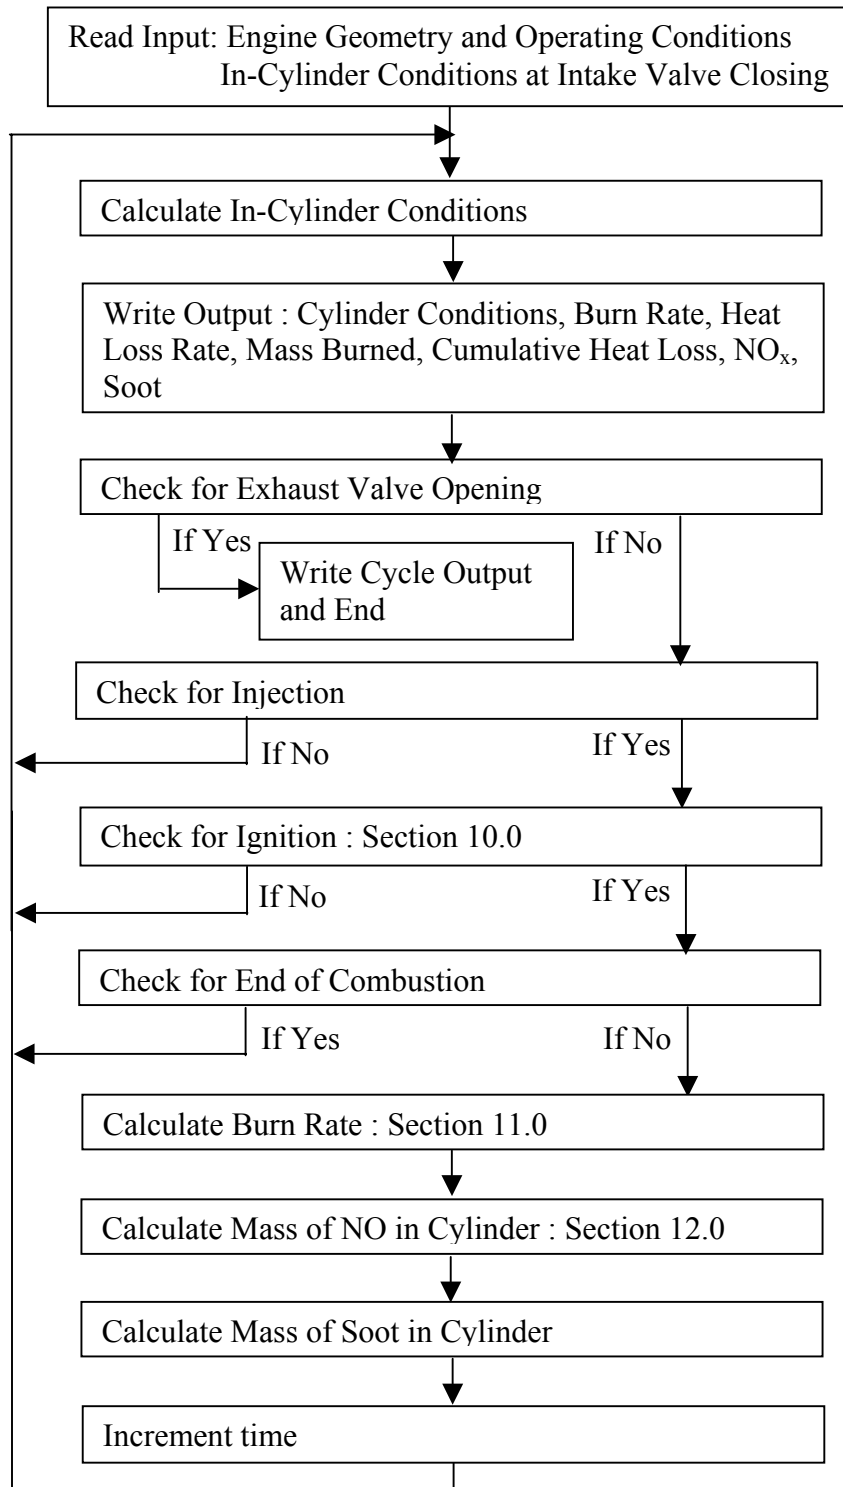 Read Input: Engine Geometry and Operating Conditions
In-Cylinder Conditions at Intake Valve Closing
Calculate In-Cylinder Conditions
Write Output : Cylinder Conditions, Burn Rate, Heat
Loss Rate, Mass Burned, Cumulative Heat Loss, NOₓ,
Soot
Check for Exhaust Valve Opening
If Yes
If No
Write Cycle Output
and End
Check for Injection
If No
If Yes
Check for Ignition : Section 10.0
If No
If Yes
Check for End of Combustion
If Yes
If No
Calculate Burn Rate : Section 11.0
Calculate Mass of NO in Cylinder : Section 12.0
Calculate Mass of Soot in Cylinder
Increment time